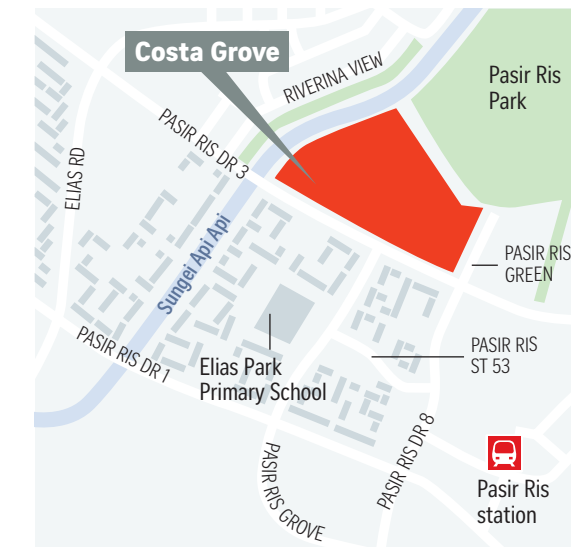 Costa Grove
RIVERINA VIEW
Pasir Ris
Park
PASIR RIS DR 3
ELIAS RD
Sungei Api Api
PASIR RIS
GREEN
PASIR RIS DR 1
Elias Park
Primary School
PASIR RIS
ST 53
PASIR RIS DR 8
PASIR RIS GROVE
Pasir Ris
station